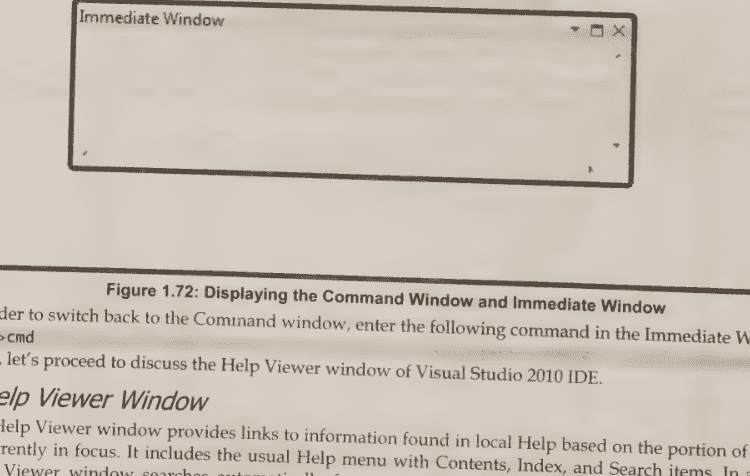 Immediate Window
Figure 1.72: Displaying the Command Window and Immediate Window
der to switch back to the Command window, enter the following command in the Immediate W
>cmd
, let's proceed to discuss the Help Viewer window of Visual Studio 2010 IDE.
elp Viewer Window
Help Viewer window provides links to information found in local Help based on the portion of
rently in focus. It includes the usual Help menu with Contents, Index, and Search items. In
Viewer window searches automatically